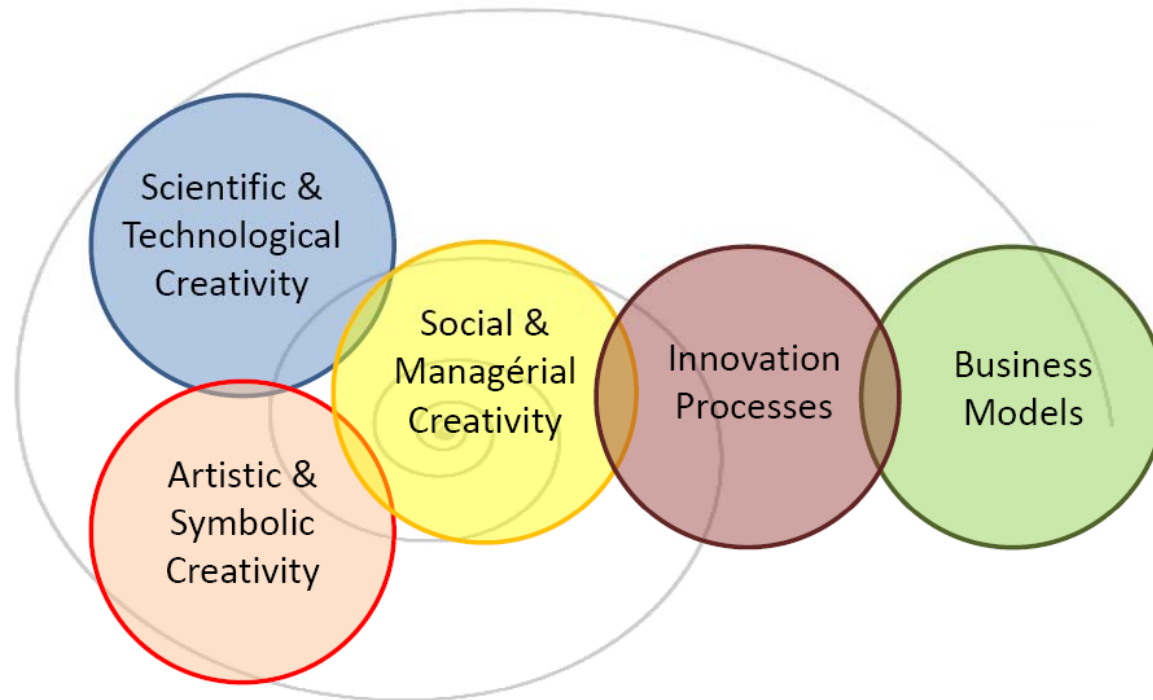 Scientific &
Technological
Creativity
Artistic &
Symbolic
Creativity
Social &
Managérial
Creativity
Innovation
Processes
Business
Models